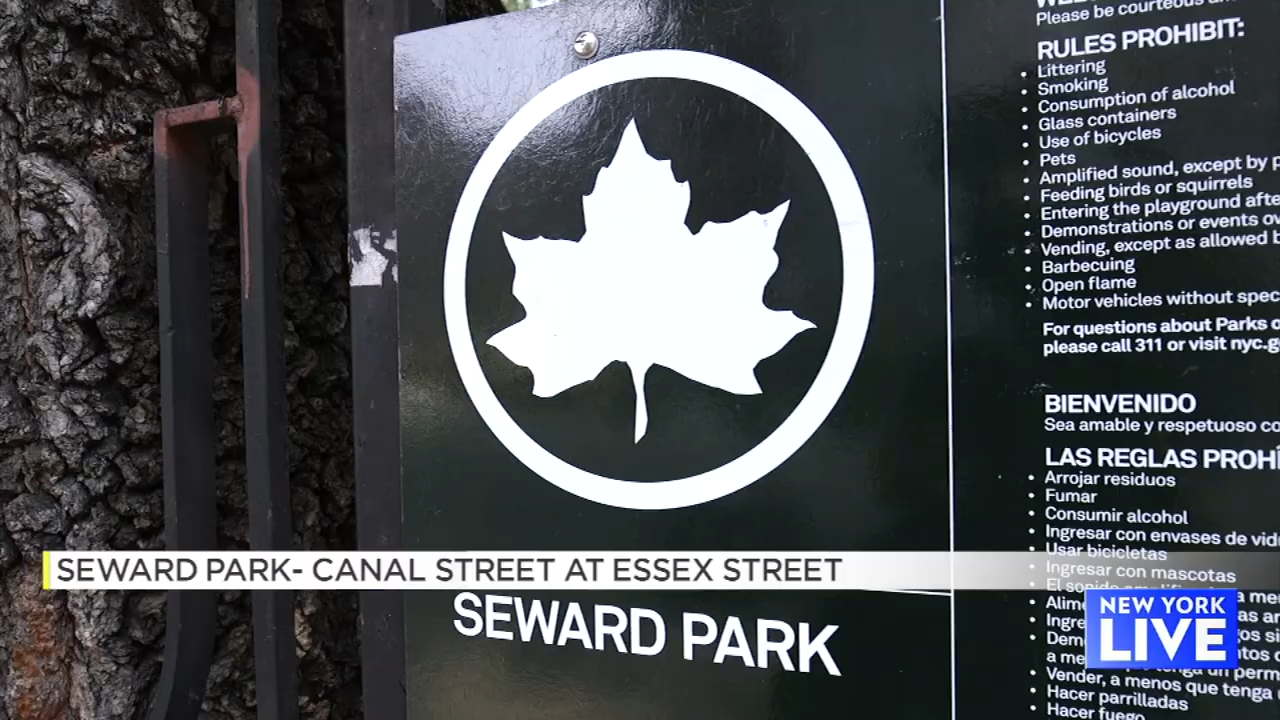 Please be courteous
RULES PROHIBIT:
• Littering
• Smoking
• Consumption of alcohol
• Glass containers
• Use of bicycles
• Pets
• Amplified sound, except by
• Feeding birds or squirrels
• Entering the playground
• Demonstrations or events
• Vending, except as allowed
• Barbecuing
• Open flame
• Motor vehicles without
For questions about Parks
please call 311 or visit
BIENVENIDO
Sea amable y respetuoso
LAS REGLAS
• Arrojar residuos
• Fumar
• Consumir alcohol
• Ingresar con envases de
• Usar bicicletas
• Ingresar con mascotas
El
• Vender, a menos que tenga
• Hacer parrilladas
• Hacer fuego
SEWARD PARK- CANAL STREET AT ESSEX STREET
SEWARD PARK
NEW YORK
LIVE